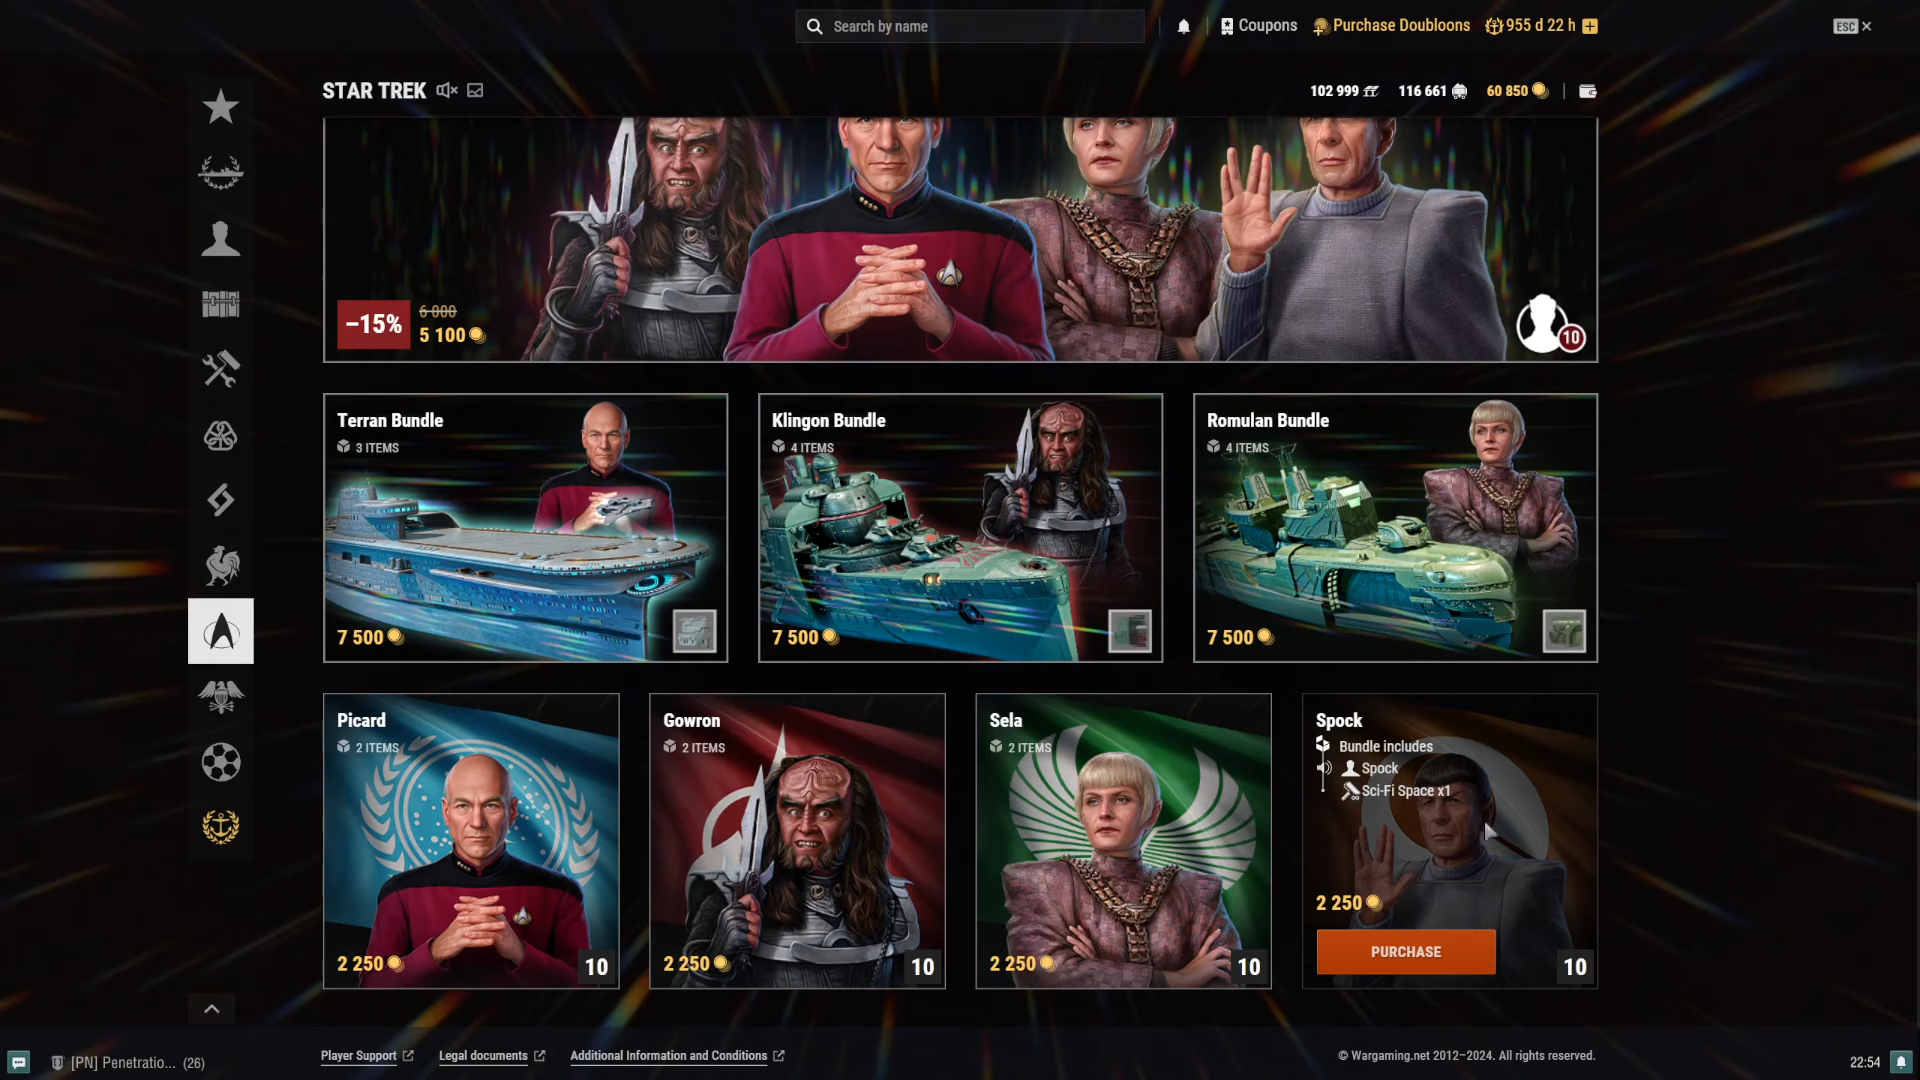 Search by name
Coupons
Purchase Doubloons
955 d 22 h
ESC
STAR TREK
102 999
116 661
60 850
-15%
6 000
5 100
10
Terran Bundle
3 ITEMS
7 500
Klingon Bundle
4 ITEMS
7 500
Romulan Bundle
4 ITEMS
7 500
Picard
2 ITEMS
2 250
10
Gowron
2 ITEMS
2 250
10
Sela
2 ITEMS
2 250
10
Spock
Bundle includes
Spock
Sci-Fi Space x1
2 250
PURCHASE
10
[PN] Penetratio... (26)
Player Support
Legal documents
Additional Information and Conditions
© Wargaming.net 2012–2024. All rights reserved.
22:54